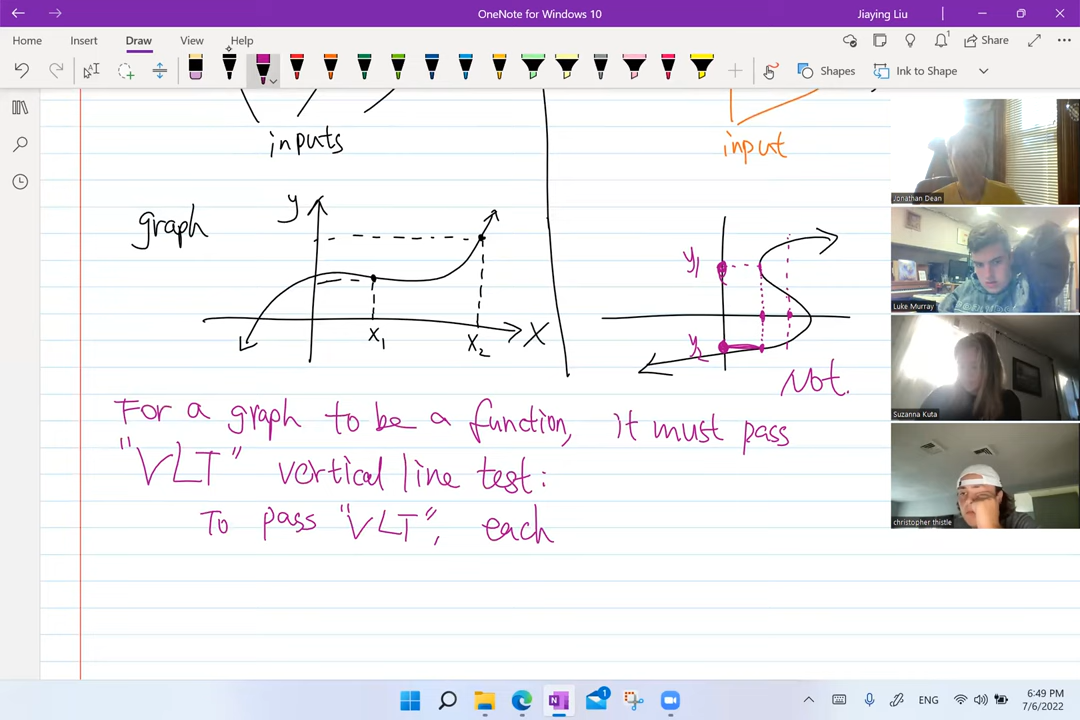 OneNote for Windows 10
Jiaying Liu
Home Insert Draw View Help
Share
Shapes
Ink to Shape
inputs
input
graph
y
x
x1
x2
y1
y2
Not.
For a graph to be a function, it must pass
"VLT" vertical line test:
To pass "VLT", each
Jonathan Dean
Luke Murray
Suzanna Kuta
christopher thistle
1
ENG
6:49 PM
7/6/2022